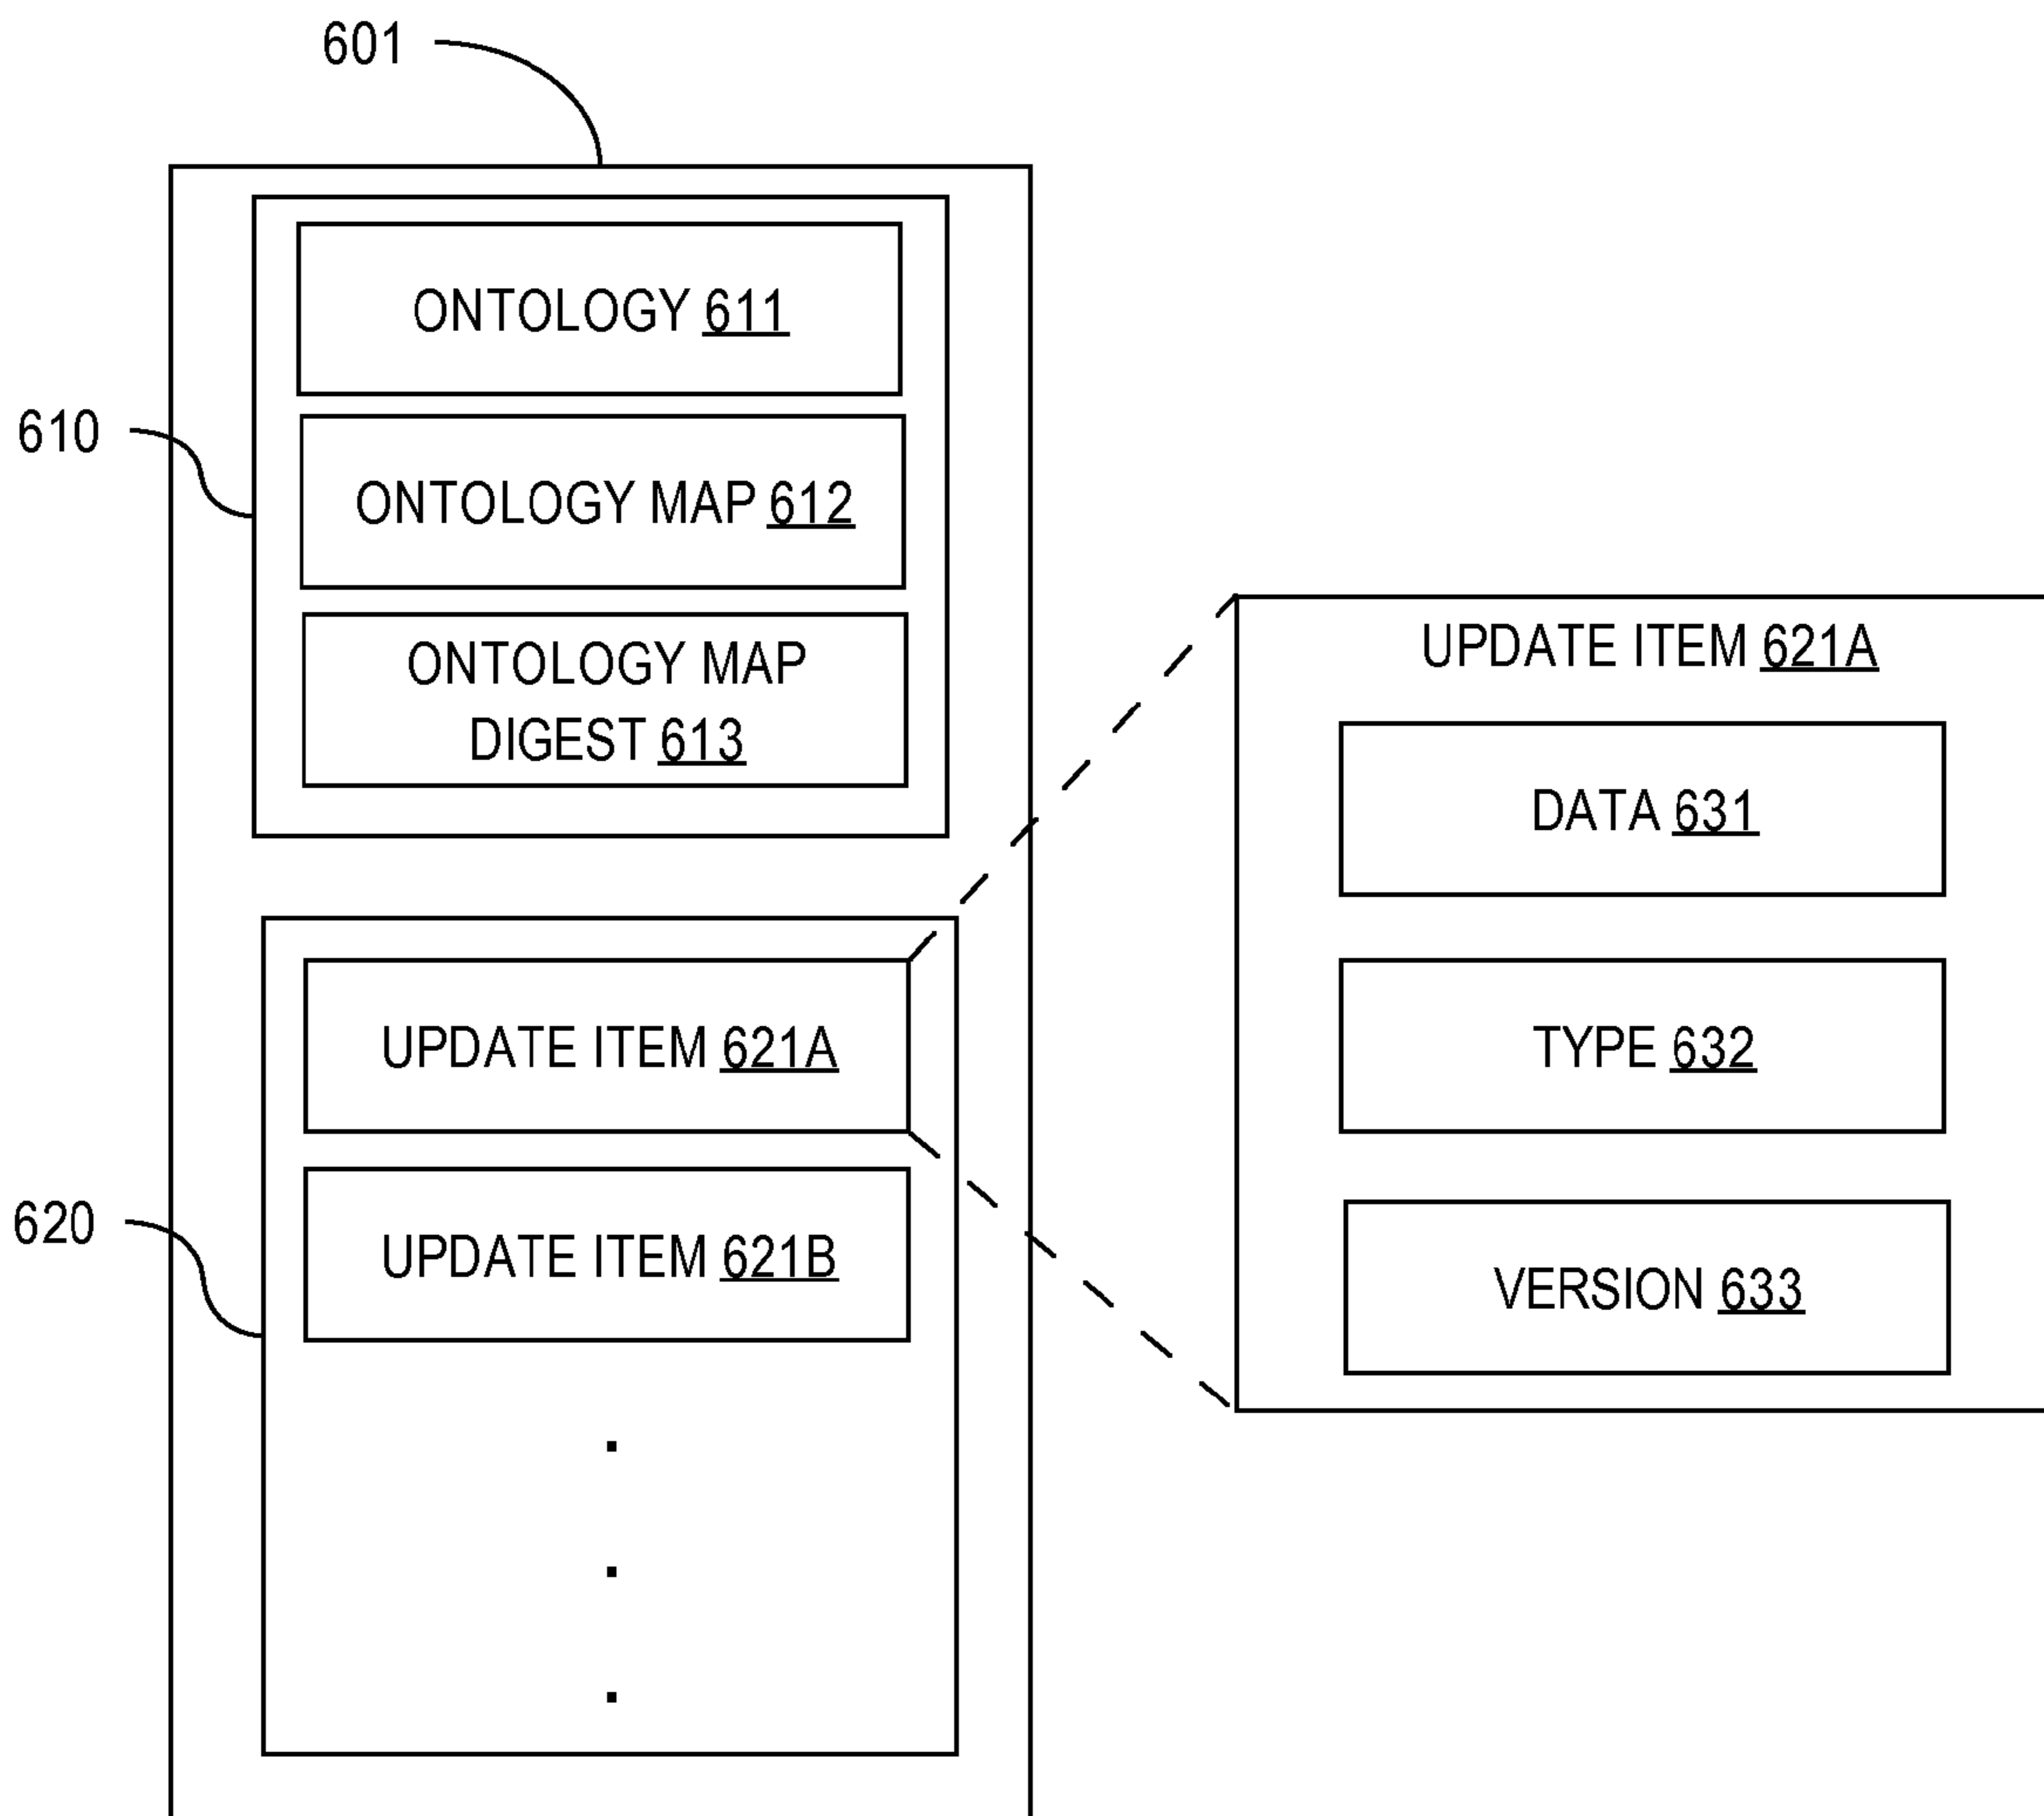 601
ONTOLOGY 611
610
ONTOLOGY MAP 612
ONTOLOGY MAP
DIGEST 613
UPDATE ITEM 621A
UPDATE ITEM 621B
620
UPDATE ITEM 621A
DATA 631
TYPE 632
VERSION 633